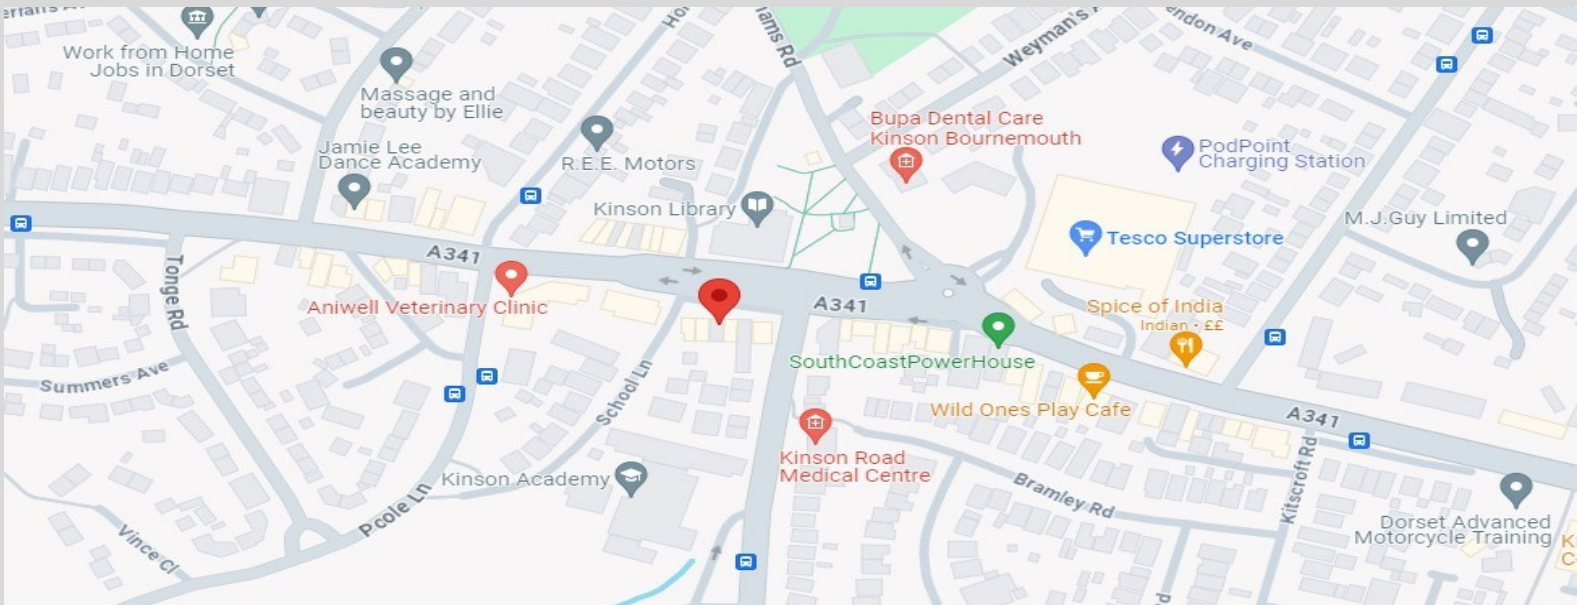 Work from Home
Jobs in Dorset
Massage and
beauty by Ellie
Jamie Lee
Dance Academy
R.E.E. Motors
Kinson Library
Bupa Dental Care
Kinson Bournemouth
PodPoint
Charging Station
Tesco Superstore
M.J.Guy Limited
A341
Tonge Rd
Aniwell Veterinary Clinic
A341
Spice of India
Indian • ££
SouthCoastPowerHouse
Wild Ones Play Cafe
Summers Ave
School Ln
A341
Kinson Road
Medical Centre
Kinson Academy
Poole Ln
Vince Cl
Bramley Rd
Kitscroft Rd
Dorset Advanced
Motorcycle Training